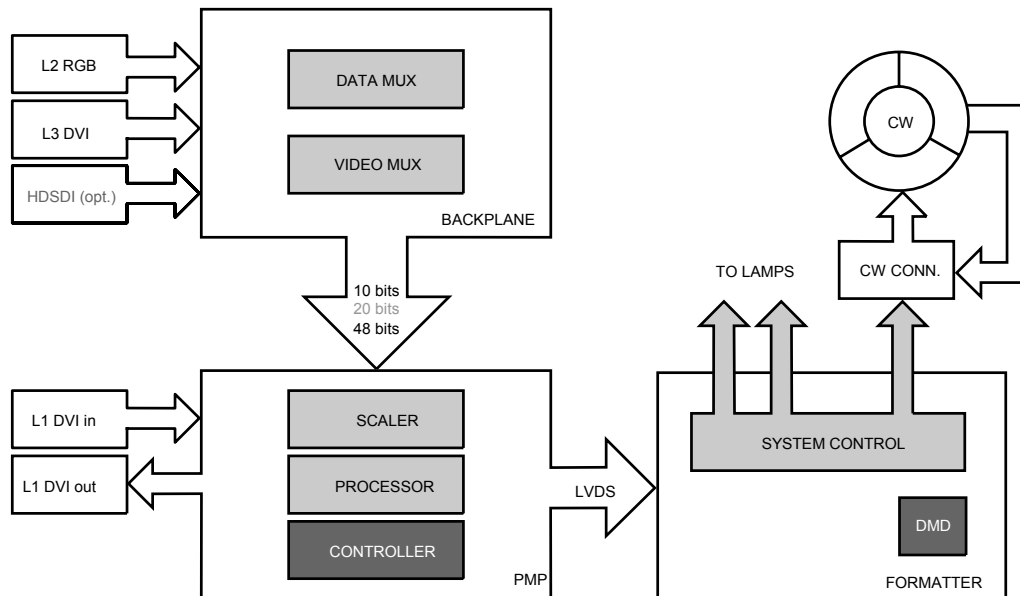 L2 RGB
L3 DVI
HDSDI (opt.)
DATA MUX
VIDEO MUX
BACKPLANE
10 bits
20 bits
48 bits
CW
TO LAMPS
CW CONN.
L1 DVI in
L1 DVI out
SCALER
PROCESSOR
CONTROLLER
PMP
LVDS
SYSTEM CONTROL
DMD
FORMATTER